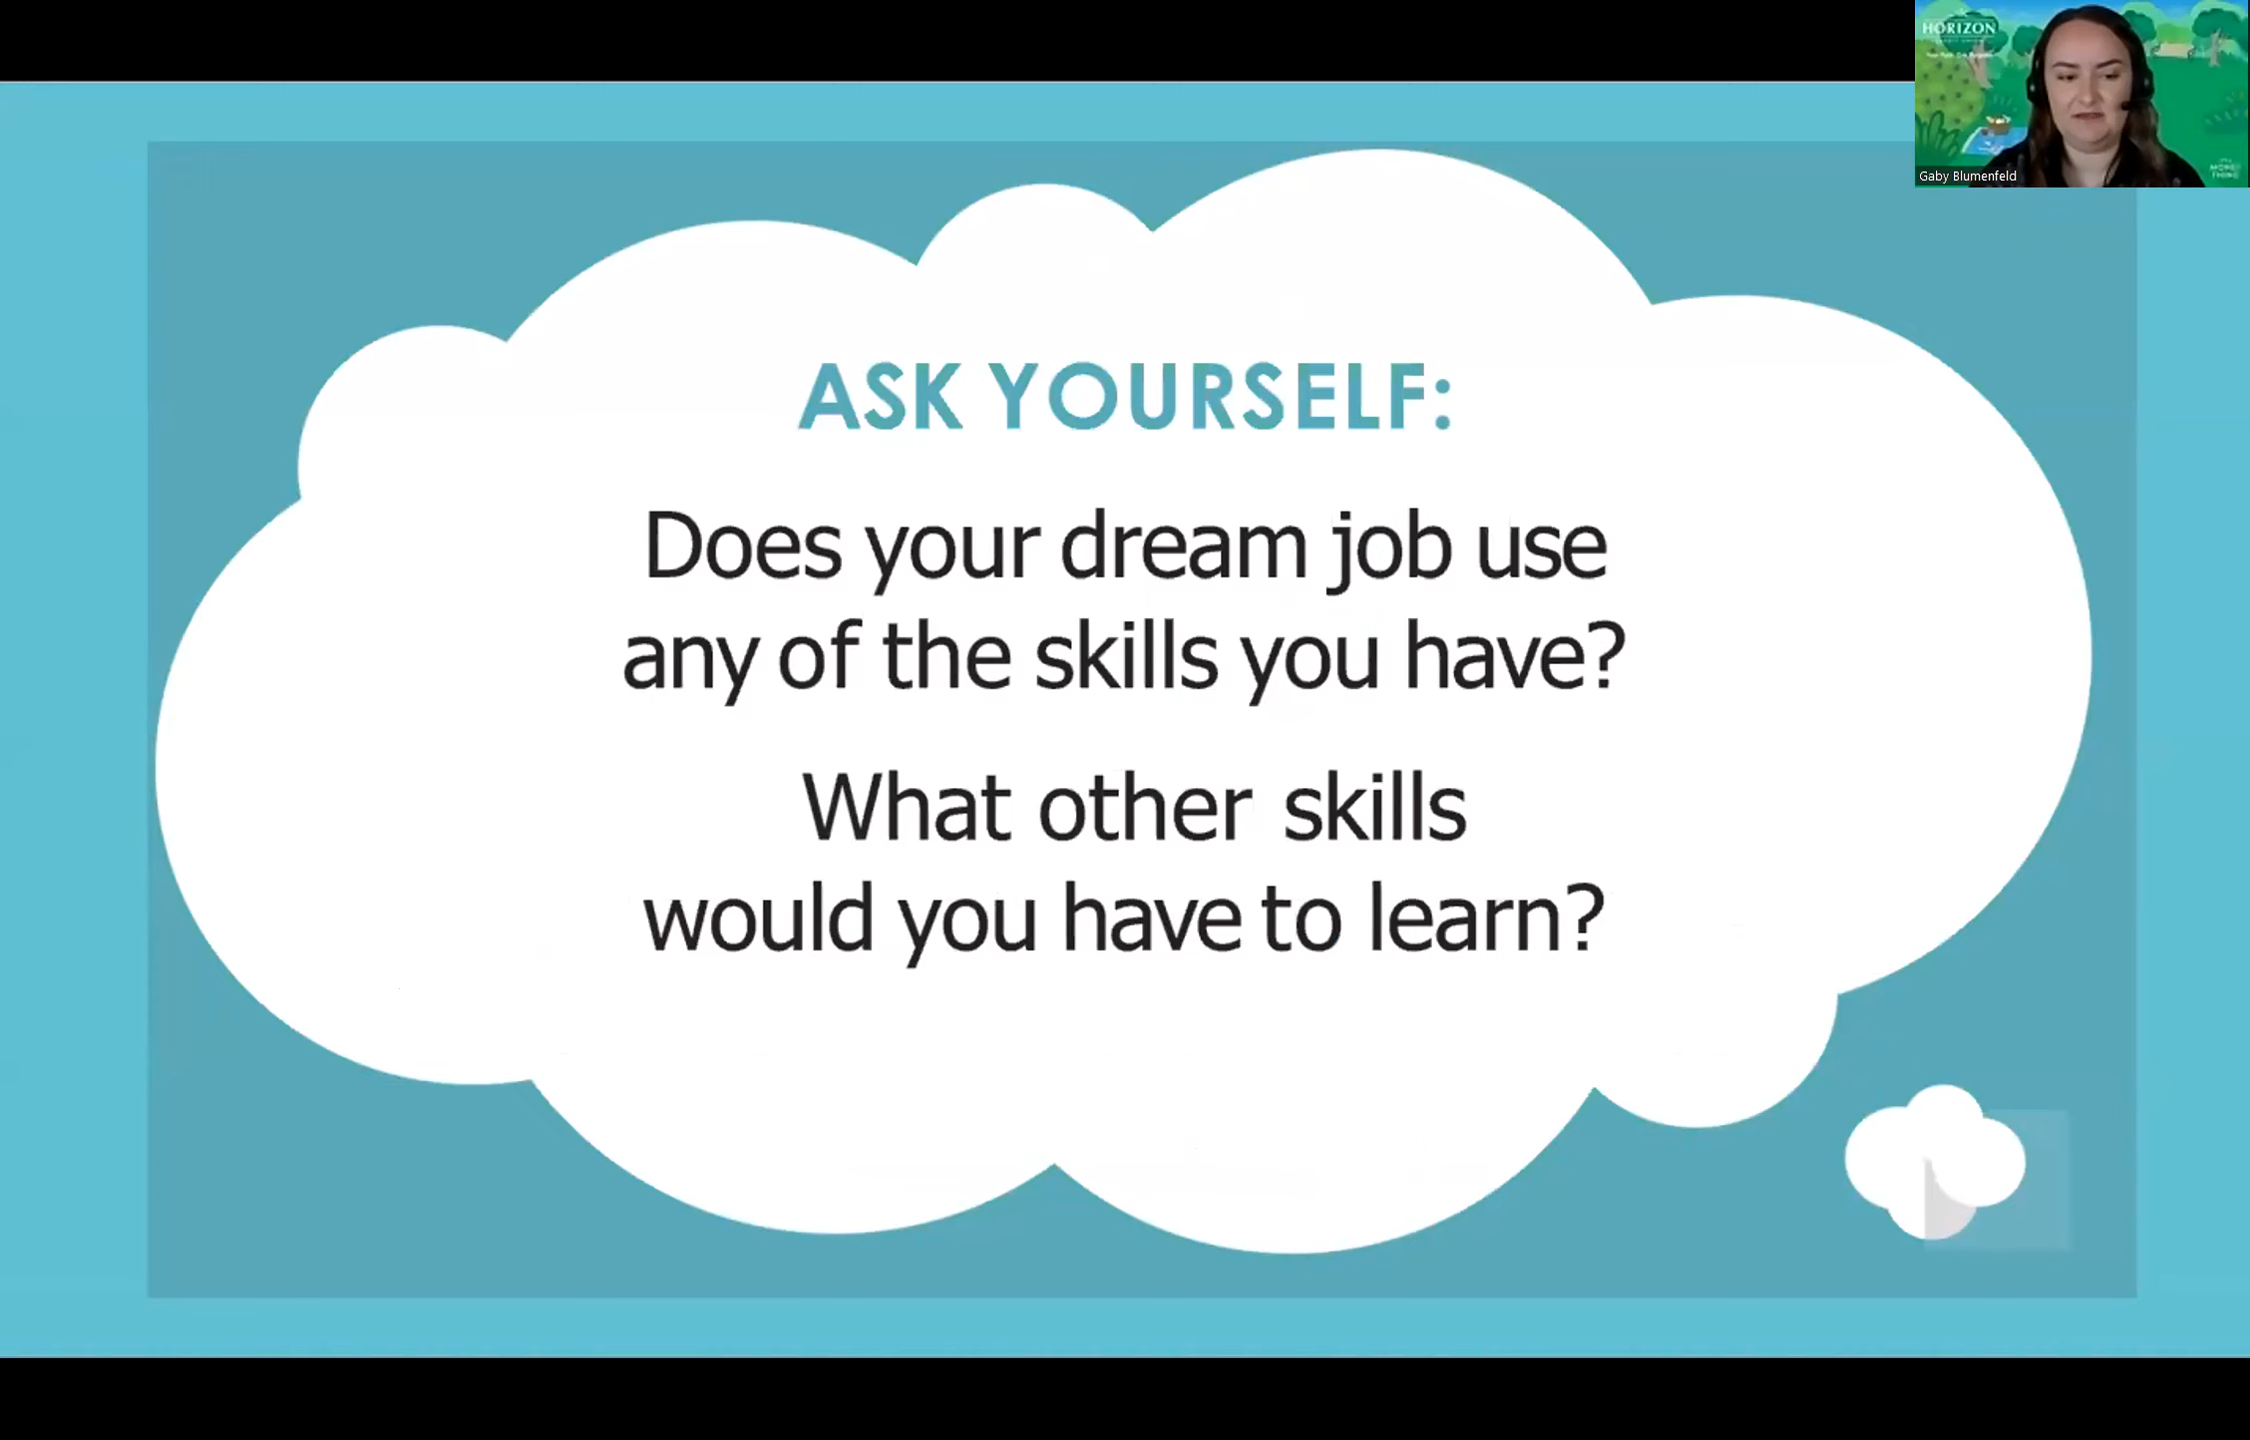 HORIZON
Gaby Blumenfeld
ASK YOURSELF:
Does your dream job use
any of the skills you have?
What other skills
would you have to learn?